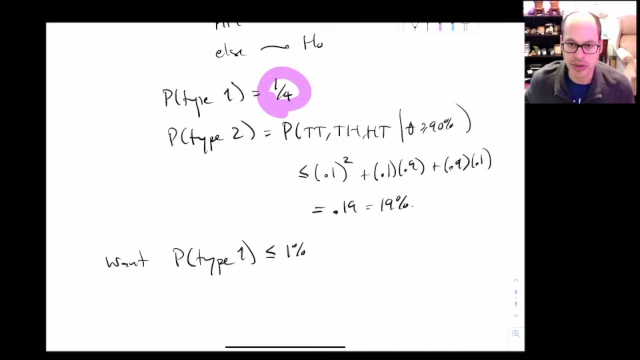 else ⟶ H₀
P(type 1) = 1/4
P(type 2) = P(TT, TH, HT | θ ≥ 90%)
≤ (.1)² + (.1)(.9) + (.9)(.1)
= .19 = 19%.
Want P(type 1) ≤ 1%